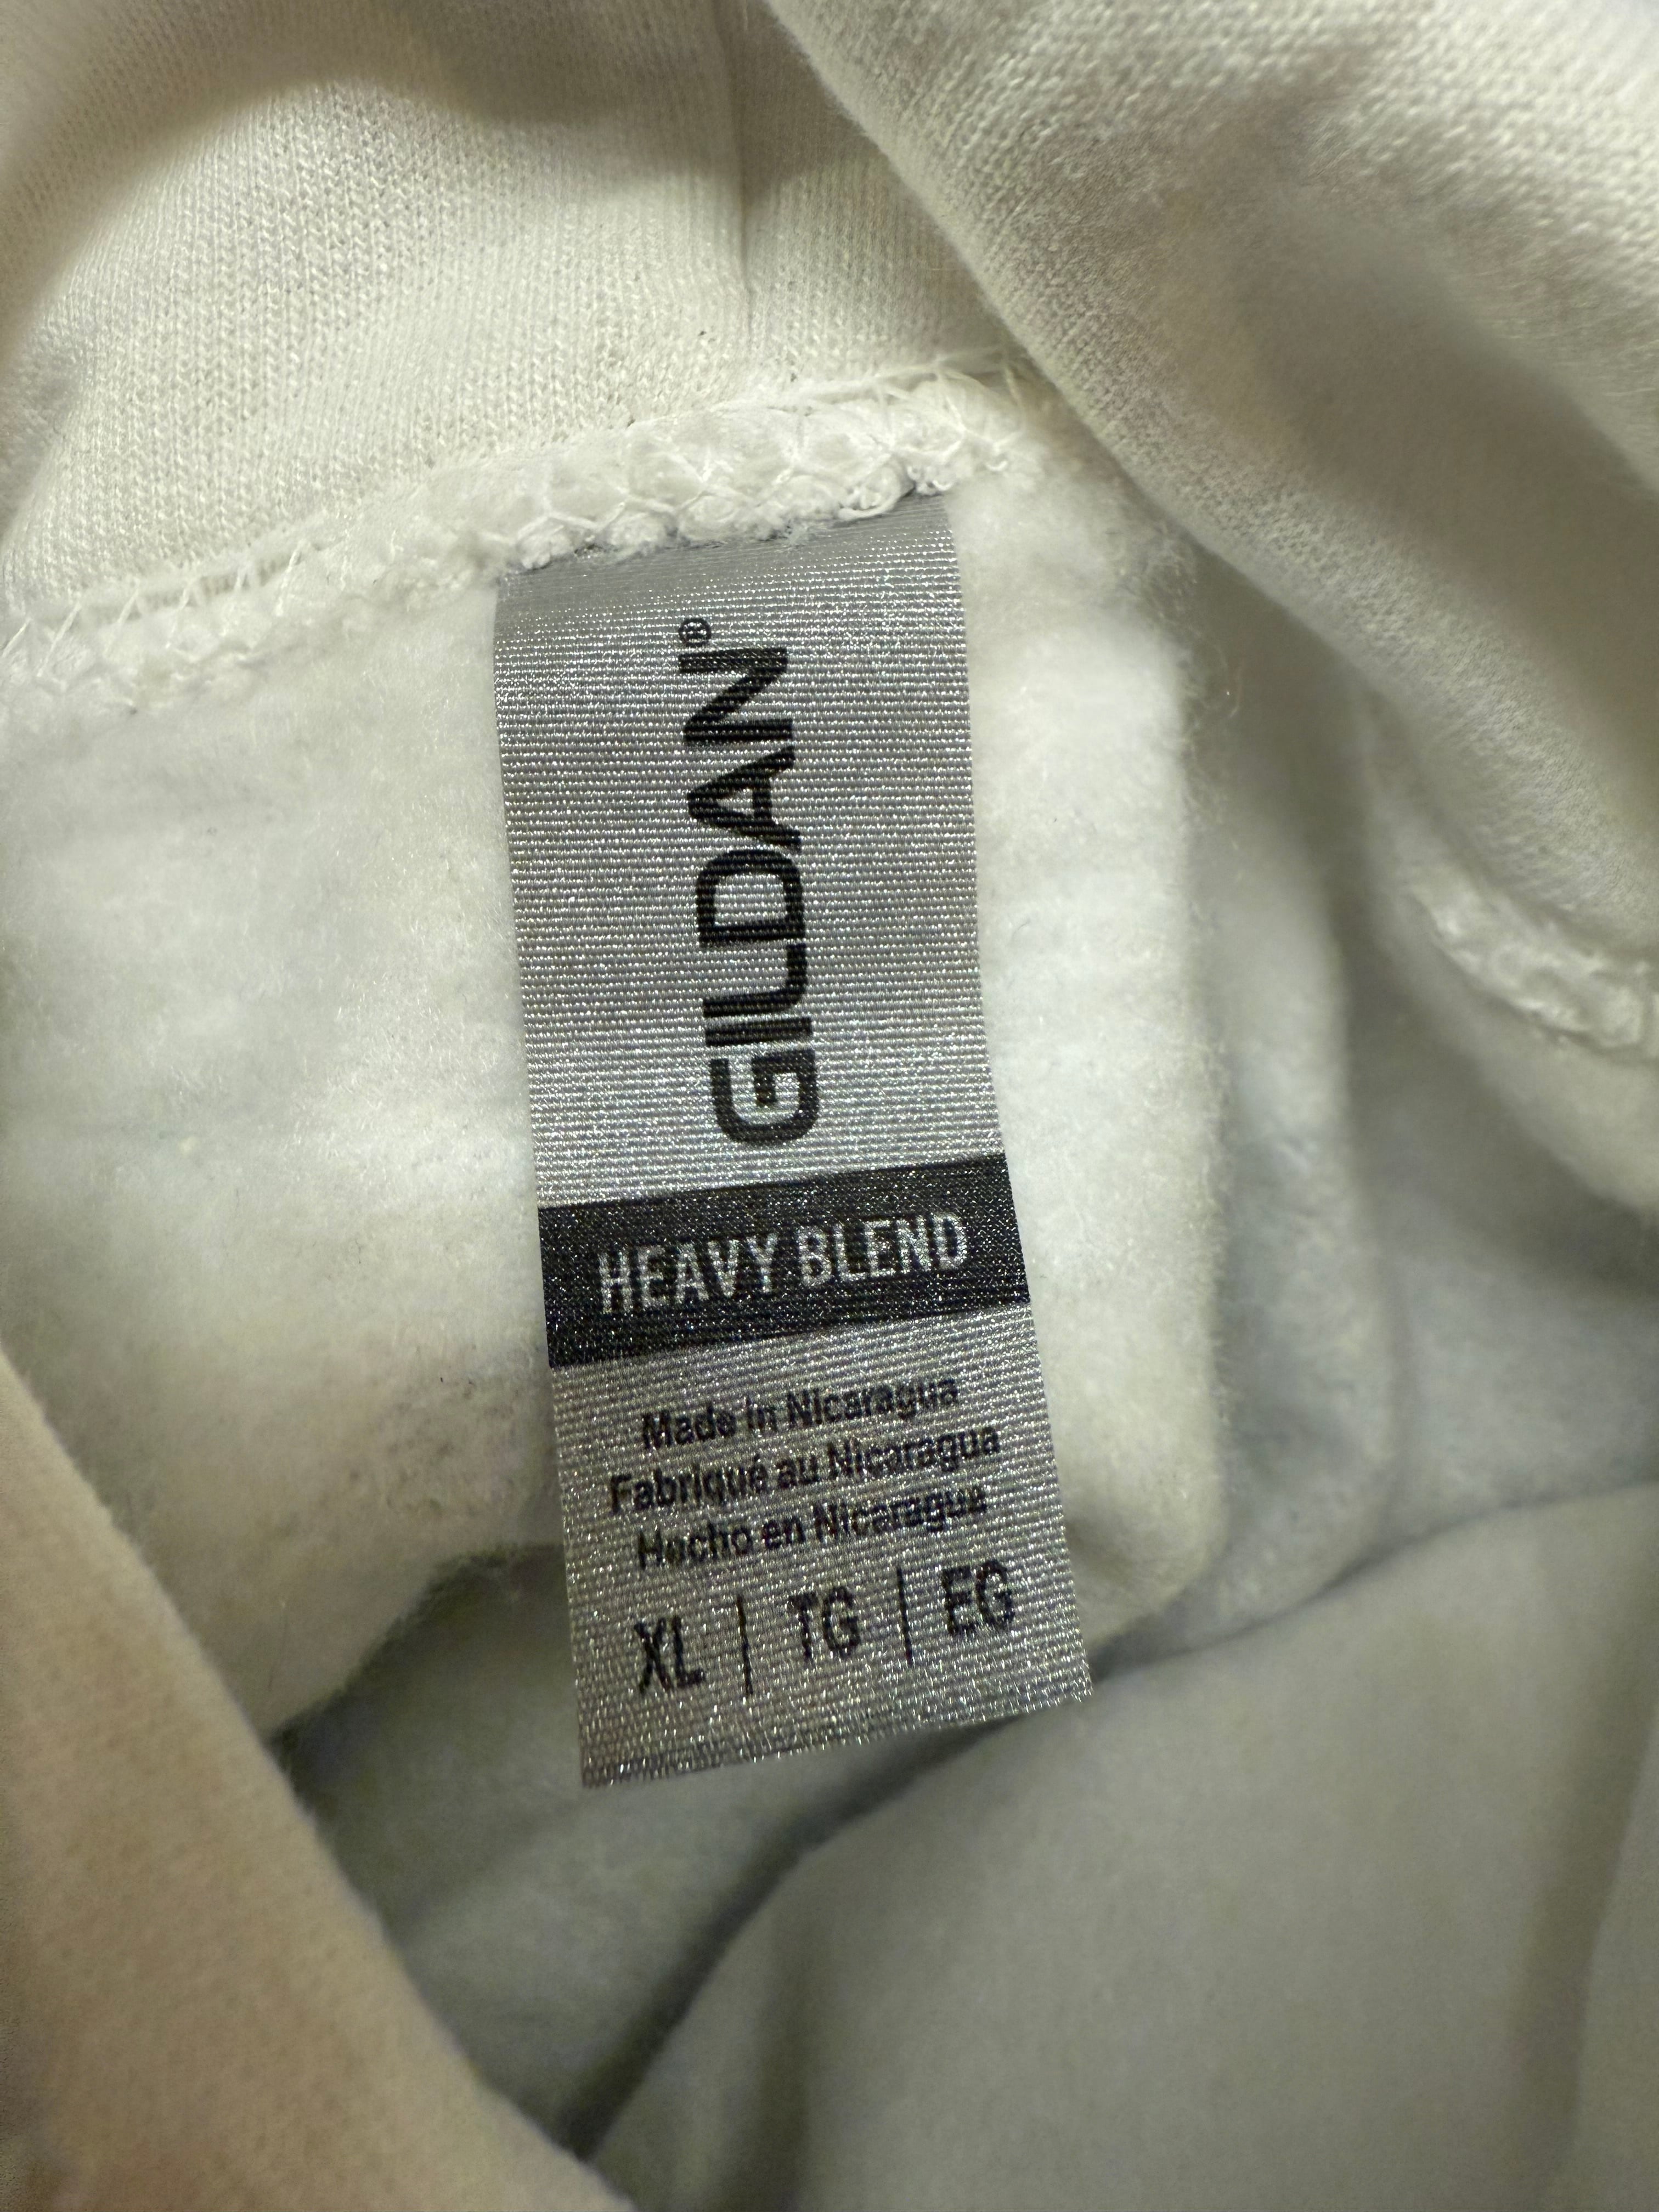 GILDAN®
HEAVY BLEND
Made in Nicaragua
Fabriqué au Nicaragua
Hecho en Nicaragua
XL | TG | EG